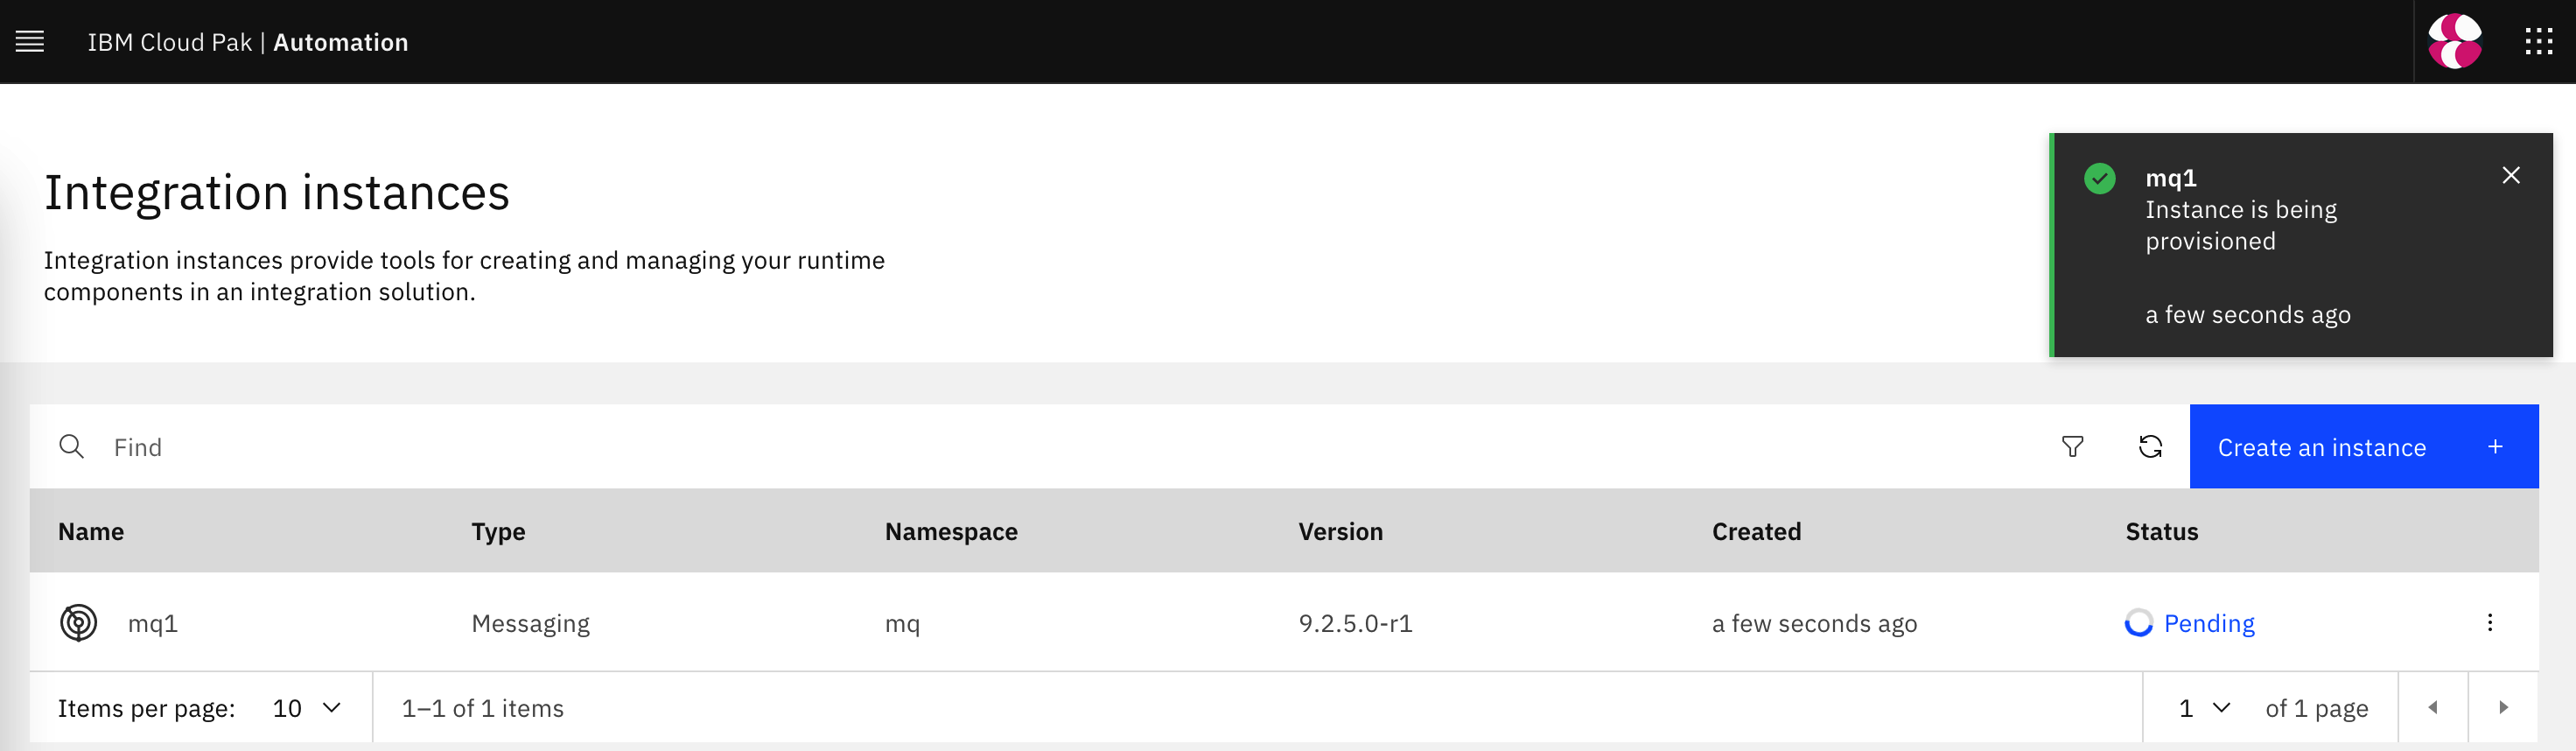 IBM Cloud Pak | Automation
Integration instances
Integration instances provide tools for creating and managing your runtime
components in an integration solution.
mq1
Instance is being
provisioned
a few seconds ago
Find
Create an instance +
Name Type Namespace Version Created Status
mq1 Messaging mq 9.2.5.0-r1 a few seconds ago Pending
Items per page: 10 1–1 of 1 items 1 of 1 page